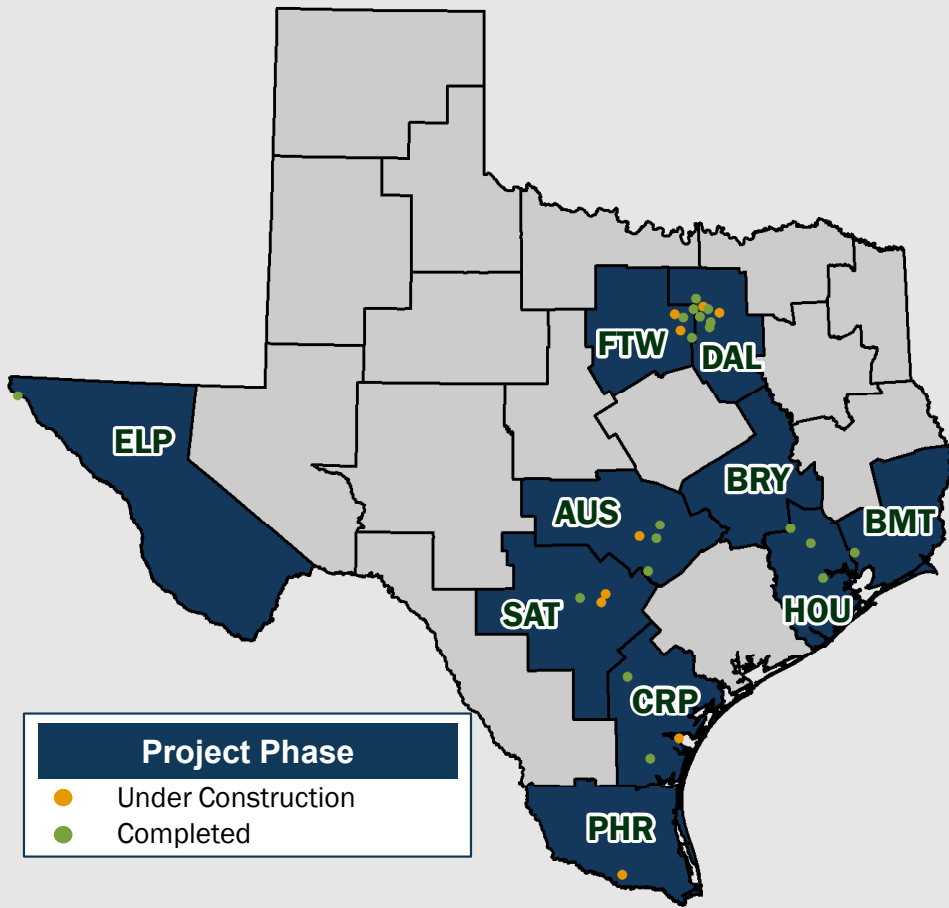 FTW
DAL
ELP
BRY
AUS
BMT
SAT
HOU
CRP
PHR
Project Phase
Under Construction
Completed